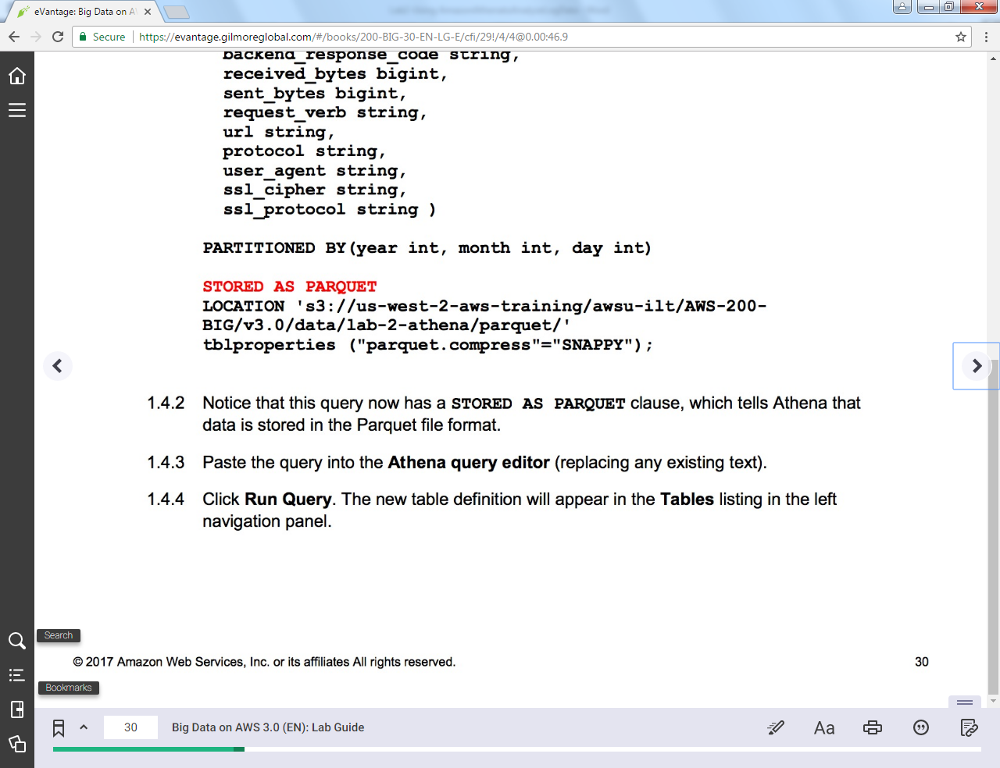 eVantage: Big Data on A
Secure
https://evantage.gilmoreglobal.com/#/books/200-BIG-30-EN-LG-E/cfi/29!/4/4@0.00:46.9
backend_response_code string,
received_bytes bigint,
sent_bytes bigint,
request_verb string,
url string,
protocol string,
user_agent string,
ssl_cipher string,
ssl_protocol string )
PARTITIONED BY(year int, month int, day int)
STORED AS PARQUET
LOCATION 's3://us-west-2-aws-training/awsu-ilt/AWS-200-
BIG/v3.0/data/lab-2-athena/parquet/'
tblproperties ("parquet.compress"="SNAPPY");
1.4.2 Notice that this query now has a STORED AS PARQUET clause, which tells Athena that
data is stored in the Parquet file format.
1.4.3 Paste the query into the Athena query editor (replacing any existing text).
1.4.4 Click Run Query. The new table definition will appear in the Tables listing in the left
navigation panel.
Search
© 2017 Amazon Web Services, Inc. or its affiliates All rights reserved.
30
Bookmarks
30
Big Data on AWS 3.0 (EN): Lab Guide
Aa